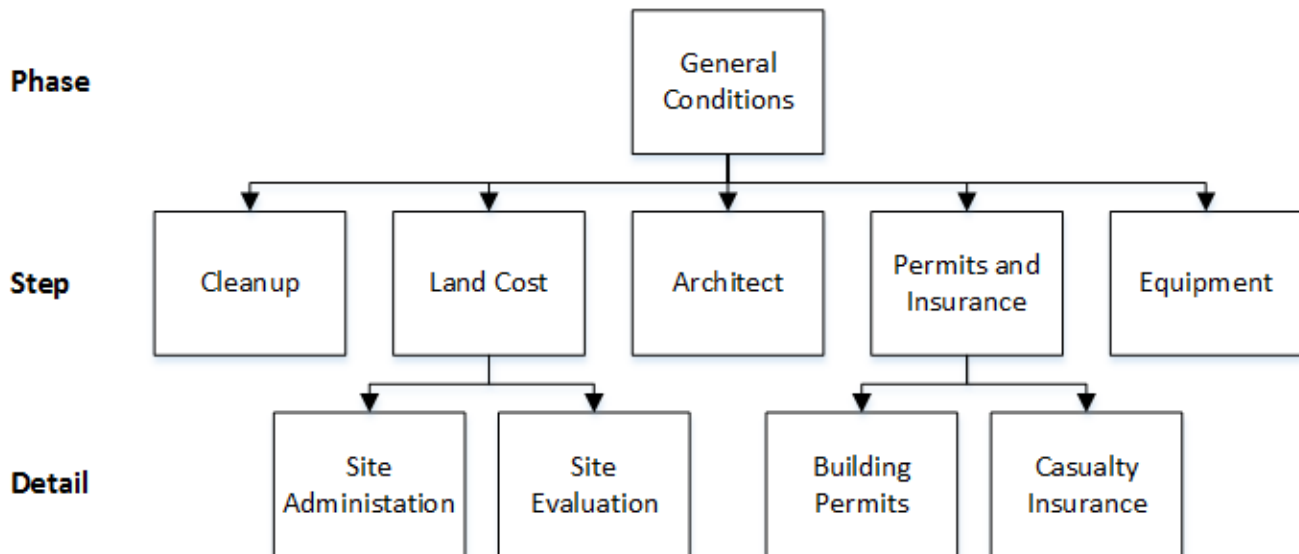 Phase
General
Conditions
Step
Cleanup
Land Cost
Architect
Permits and
Insurance
Equipment
Detail
Site
Administation
Site
Evaluation
Building
Permits
Casualty
Insurance